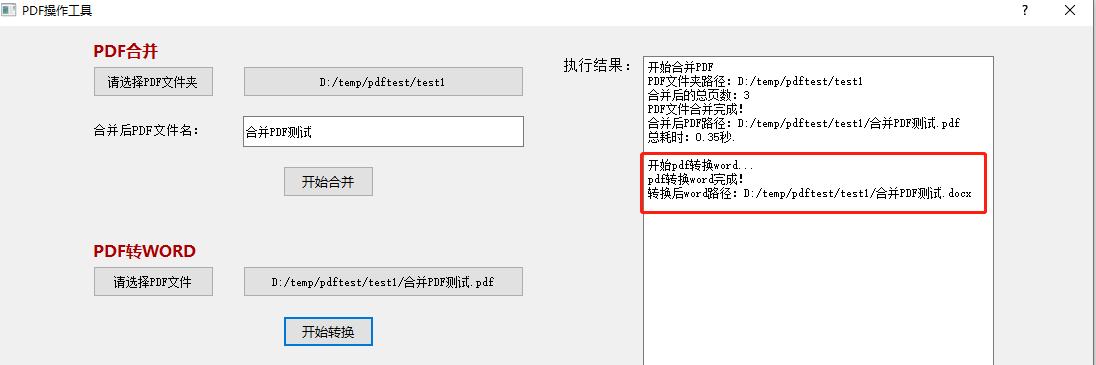 PDF操作工具
PDF合并
请选择PDF文件夹
D:/temp/pdftest/test1
合并后PDF文件名:
合并PDF测试
开始合并
PDF转WORD
请选择PDF文件
D:/temp/pdftest/test1/合并PDF测试.pdf
开始转换
执行结果:
开始合并PDF
PDF文件夹路径: D:/temp/pdftest/test1
合并后的总页数: 3
PDF文件合并完成!
合并后PDF路径: D:/temp/pdftest/test1/合并PDF测试.pdf
总耗时: 0.35秒.
开始pdf转换word...
pdf转换word完成!
转换后word路径: D:/temp/pdftest/test1/合并PDF测试.docx